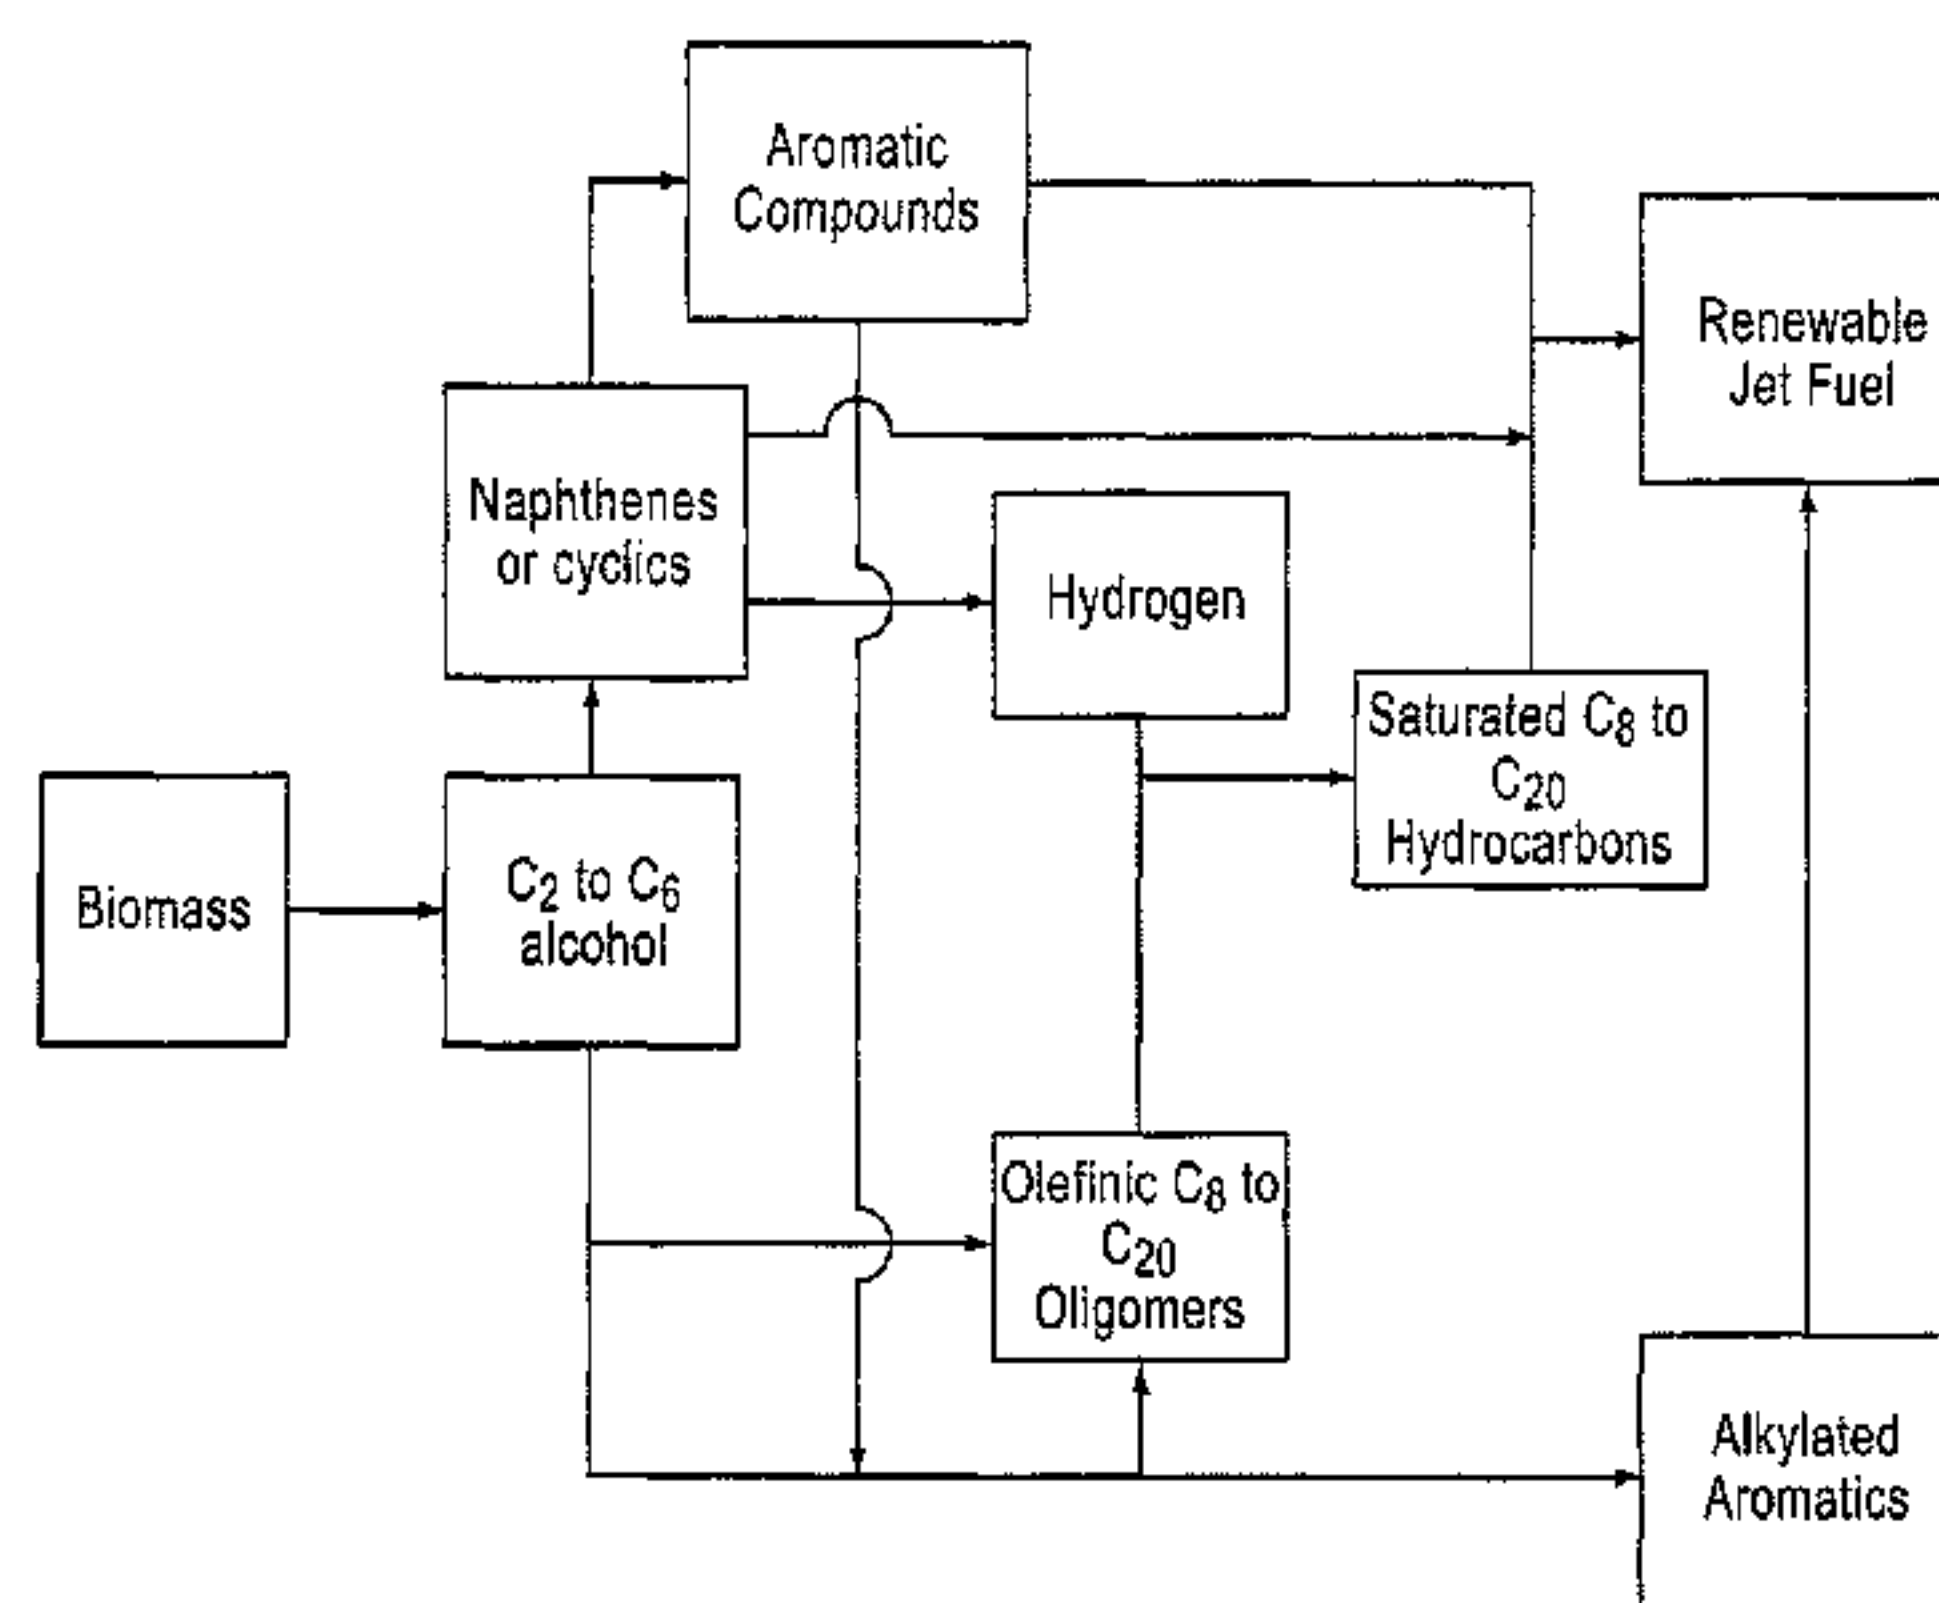 Aromatic
Compounds
Renewable
Jet Fuel
Naphthenes
or cyclics
Hydrogen
Saturated C8 to
C20
Hydrocarbons
Biomass
C2 to C6
alcohol
Olefinic C8 to
C20
Oligomers
Alkylated
Aromatics